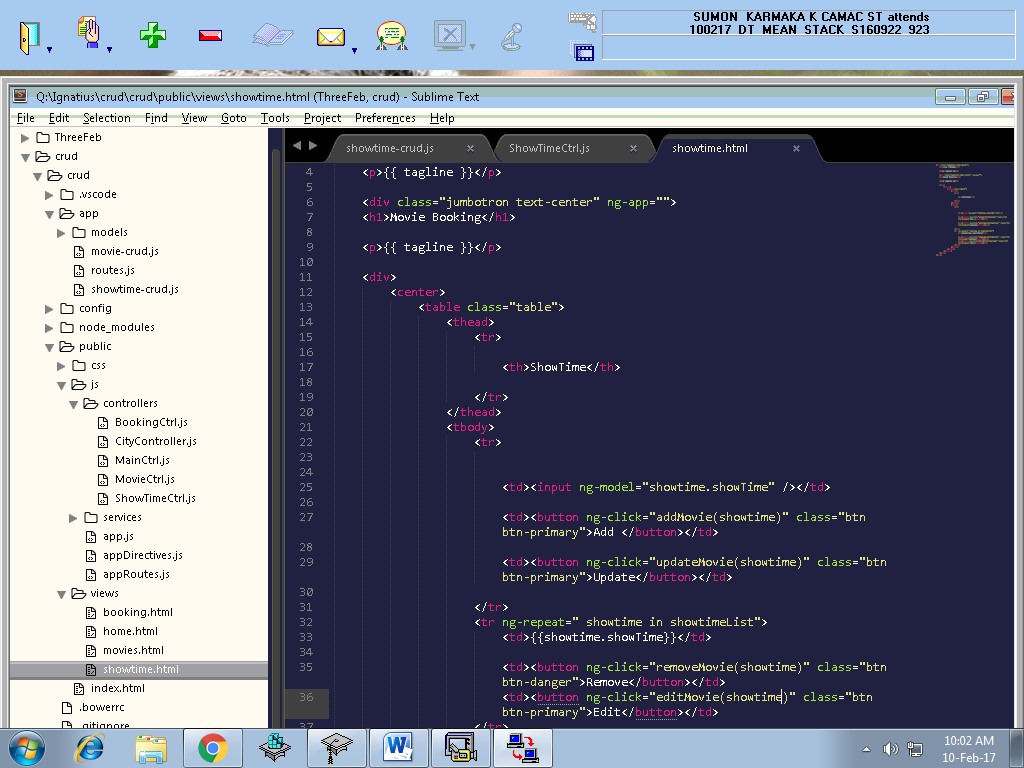 SUMON KARMAKA K CAMAC ST attends
100217 DT MEAN STACK S160922 923
Q:\Ignatius\crud\crud\public\views\showtime.html (ThreeFeb, crud) - Sublime Text
File Edit Selection Find View Goto Tools Project Preferences Help
ThreeFeb
crud
crud
.vscode
app
models
movie-crud.js
routes.js
showtime-crud.js
config
node_modules
public
css
js
controllers
BookingCtrl.js
CityController.js
MainCtrl.js
MovieCtrl.js
ShowTimeCtrl.js
services
app.js
appDirectives.js
appRoutes.js
views
booking.html
home.html
movies.html
showtime.html
index.html
.bowerrc
.gitignore
showtime-crud.js × ShowTimeCtrl.js × showtime.html ×
4 <p>{{ tagline }}</p>
5
6 <div class="jumbotron text-center" ng-app="">
7 <h1>Movie Booking</h1>
8
9 <p>{{ tagline }}</p>
10
11 <div>
12 <center>
13 <table class="table">
14 <thead>
15 <tr>
16
17 <th>ShowTime</th>
18
19 </tr>
20 </thead>
21 <tbody>
22 <tr>
23
24
25 <td><input ng-model="showtime.showTime" /></td>
26
27 <td><button ng-click="addMovie(showtime)" class="btn
btn-primary">Add </button></td>
28
29 <td><button ng-click="updateMovie(showtime)" class="btn
btn-primary">Update</button></td>
30
31 </tr>
32 <tr ng-repeat=" showtime in showtimeList">
33 <td>{{showtime.showTime}}</td>
34
35 <td><button ng-click="removeMovie(showtime)" class="btn
btn-danger">Remove</button></td>
36 <td><button ng-click="editMovie(showtime)" class="btn
btn-primary">Edit</button></td>
37 </tr>
10:02 AM
10-Feb-17